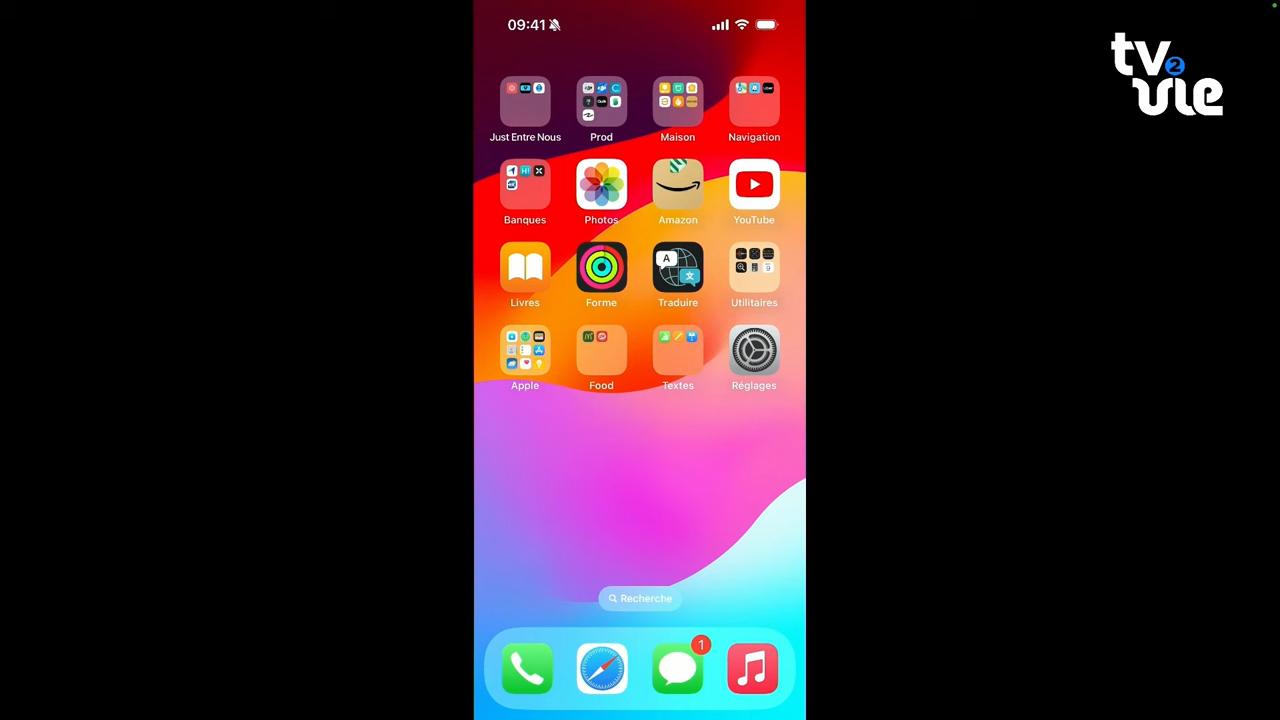 09:41
tv2vie
Just Entre Nous
Prod
Maison
Navigation
Banques
Photos
Amazon
YouTube
Livres
Forme
Traduire
Utilitaires
Apple
Food
Textes
Réglages
Recherche
1